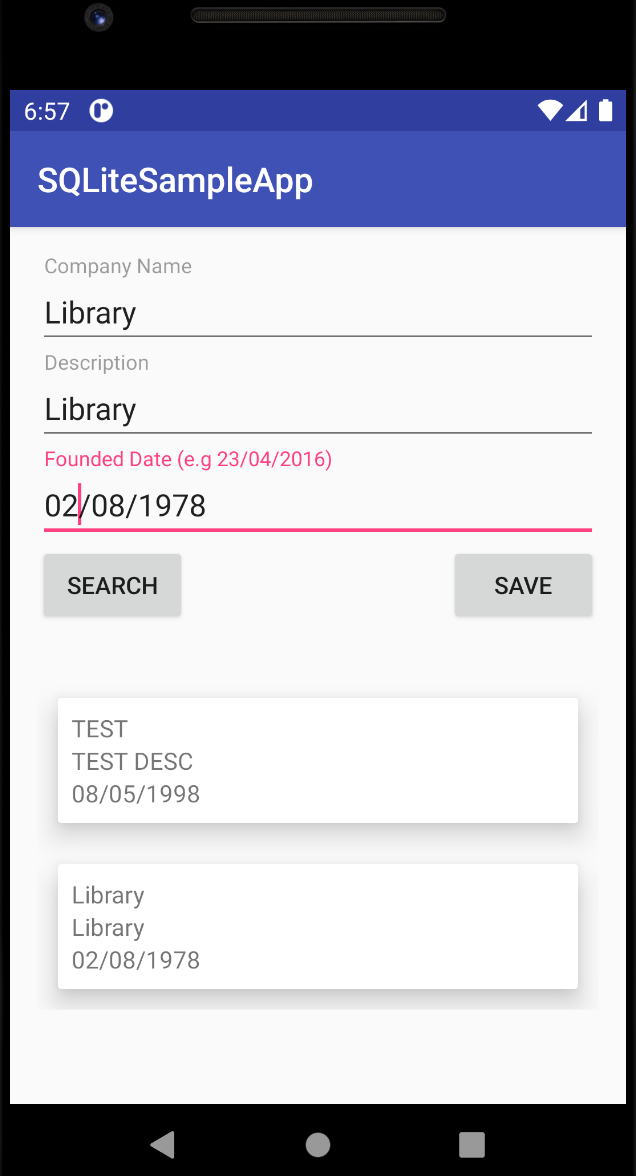 6:57
SQLiteSampleApp
Company Name
Library
Description
Library
Founded Date (e.g 23/04/2016)
02/08/1978
SEARCH SAVE
TEST
TEST DESC
08/05/1998
Library
Library
02/08/1978